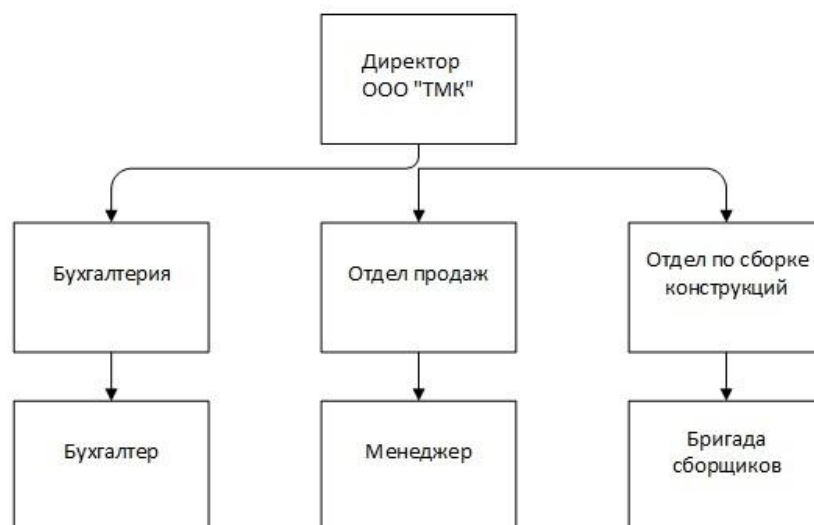 Директор
ООО "ТМК"
Бухгалтерия
Отдел продаж
Отдел по сборке
конструкций
Бухгалтер
Менеджер
Бригада
сборщиков